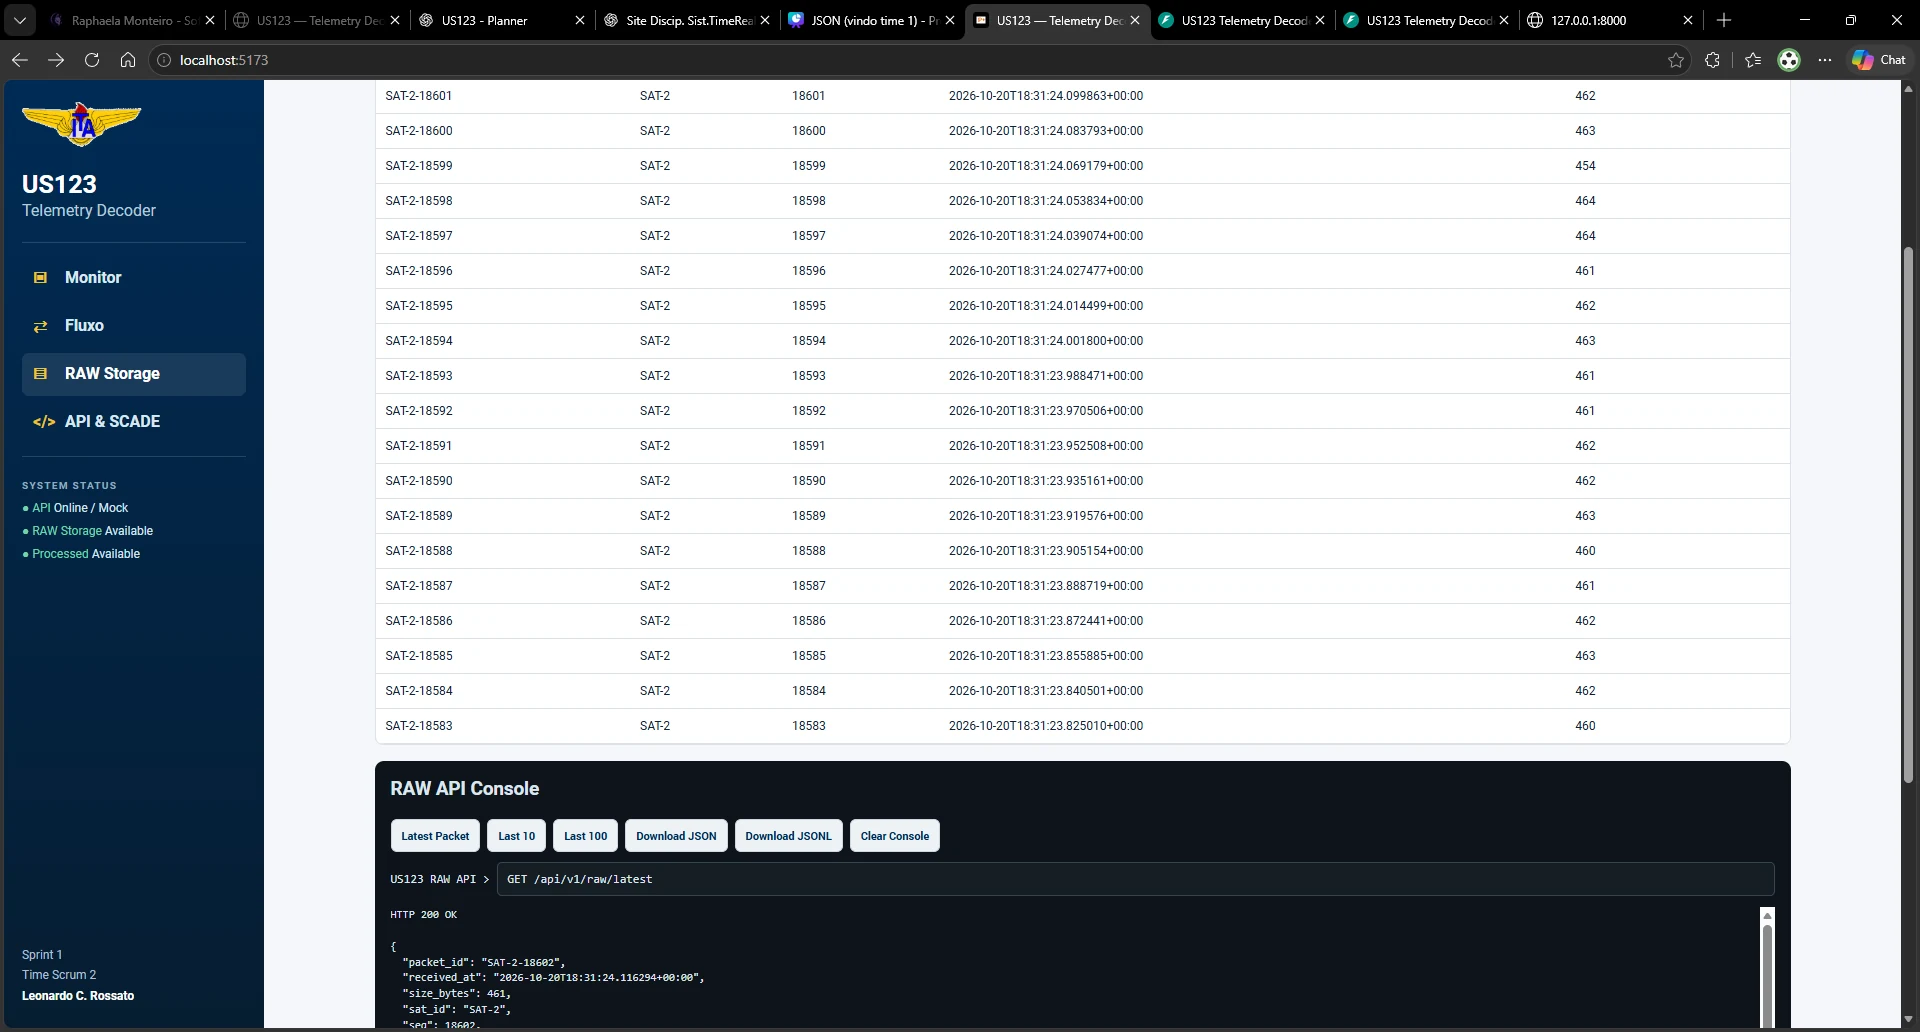 Raphaela Monteiro - So
US123 — Telemetry De
US123 - Planner
Site Discip. Sist.TimeRea
JSON (vindo time 1) - P
US123 — Telemetry De
US123 Telemetry Decod
US123 Telemetry Decod
127.0.0.1:8000
localhost:5173
Chat
ITA
US123
Telemetry Decoder
Monitor
Fluxo
RAW Storage
</> API & SCADE
SYSTEM STATUS
● API Online / Mock
● RAW Storage Available
● Processed Available
Sprint 1
Time Scrum 2
Leonardo C. Rossato
SAT-2-18601 SAT-2 18601 2026-10-20T18:31:24.099863+00:00 462
SAT-2-18600 SAT-2 18600 2026-10-20T18:31:24.083793+00:00 463
SAT-2-18599 SAT-2 18599 2026-10-20T18:31:24.069179+00:00 454
SAT-2-18598 SAT-2 18598 2026-10-20T18:31:24.053834+00:00 464
SAT-2-18597 SAT-2 18597 2026-10-20T18:31:24.039074+00:00 464
SAT-2-18596 SAT-2 18596 2026-10-20T18:31:24.027477+00:00 461
SAT-2-18595 SAT-2 18595 2026-10-20T18:31:24.014499+00:00 462
SAT-2-18594 SAT-2 18594 2026-10-20T18:31:24.001800+00:00 463
SAT-2-18593 SAT-2 18593 2026-10-20T18:31:23.988471+00:00 461
SAT-2-18592 SAT-2 18592 2026-10-20T18:31:23.970506+00:00 461
SAT-2-18591 SAT-2 18591 2026-10-20T18:31:23.952508+00:00 462
SAT-2-18590 SAT-2 18590 2026-10-20T18:31:23.935161+00:00 462
SAT-2-18589 SAT-2 18589 2026-10-20T18:31:23.919576+00:00 463
SAT-2-18588 SAT-2 18588 2026-10-20T18:31:23.905154+00:00 460
SAT-2-18587 SAT-2 18587 2026-10-20T18:31:23.888719+00:00 461
SAT-2-18586 SAT-2 18586 2026-10-20T18:31:23.872441+00:00 462
SAT-2-18585 SAT-2 18585 2026-10-20T18:31:23.855885+00:00 463
SAT-2-18584 SAT-2 18584 2026-10-20T18:31:23.840501+00:00 462
SAT-2-18583 SAT-2 18583 2026-10-20T18:31:23.825010+00:00 460
RAW API Console
Latest Packet Last 10 Last 100 Download JSON Download JSONL Clear Console
US123 RAW API > GET /api/v1/raw/latest
HTTP 200 OK
{
"packet_id": "SAT-2-18602",
"received_at": "2026-10-20T18:31:24.116294+00:00",
"size_bytes": 461,
"sat_id": "SAT-2",
"seq": 18602,